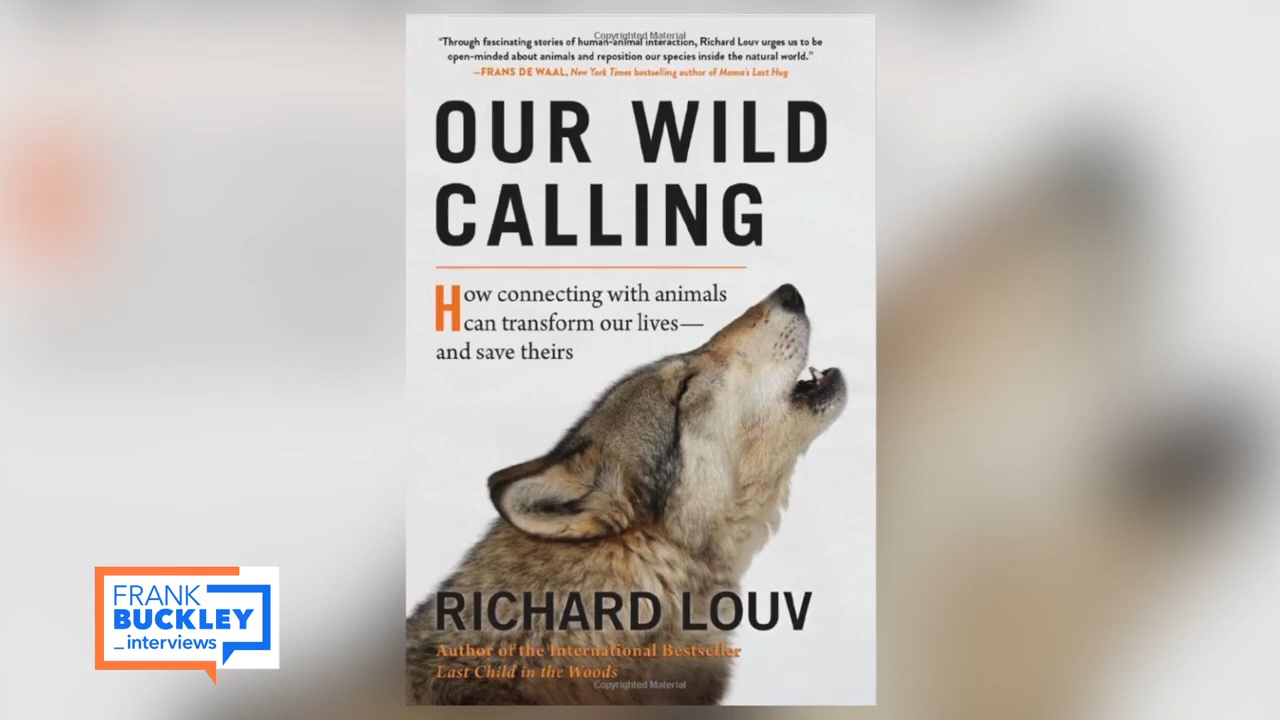 Copyrighted Material
"Through fascinating stories of human-animal interaction, Richard Louv urges us to be
open-minded about animals and reposition our species inside the natural world."
—FRANS DE WAAL, New York Times bestselling author of Mama's Last Hug
OUR WILD
CALLING
How connecting with animals
can transform our lives—
and save theirs
RICHARD LOUV
Author of the International Bestseller
Last Child in the Woods
Copyrighted Material
FRANK
BUCKLEY
_interviews